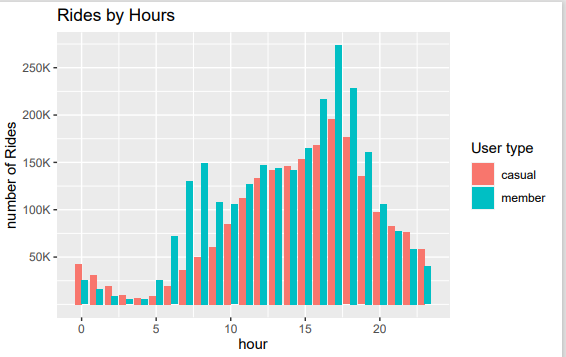 Rides by Hours
250K
200K
150K
100K
50K
number of Rides
0 5 10 15 20
hour
User type
casual
member